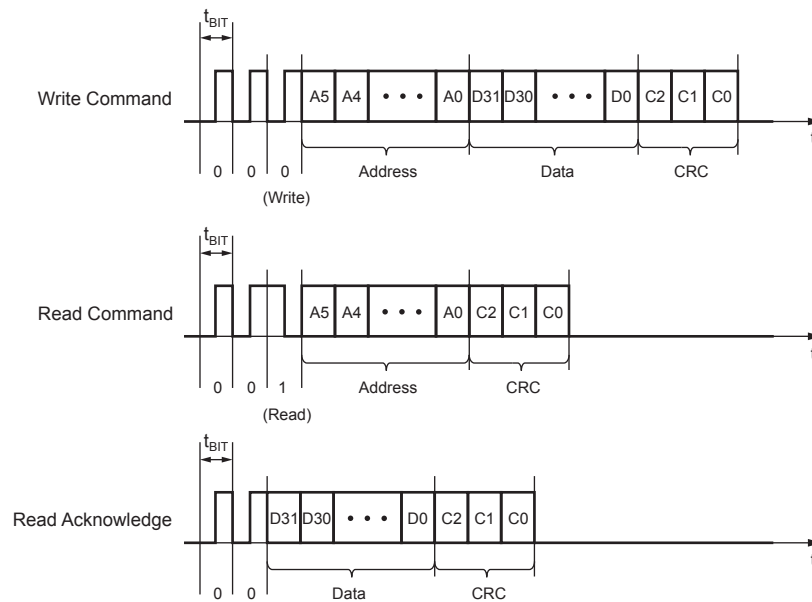 tBIT
Write Command
A5 A4 • • • A0 D31 D30 • • • D0 C2 C1 C0
t
0 0 0 Address Data CRC
(Write)
tBIT
Read Command
A5 A4 • • • A0 C2 C1 C0
t
0 0 1 Address CRC
(Read)
tBIT
Read Acknowledge
D31 D30 • • • D0 C2 C1 C0
t
0 0 Data CRC